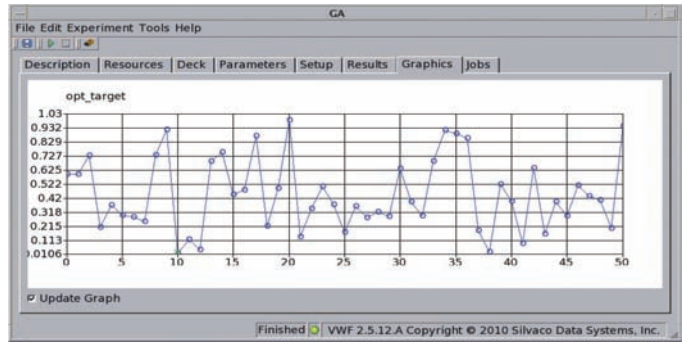 GA
File Edit Experiment Tools Help
Description Resources Deck Parameters Setup Results Graphics Jobs
opt_target
1.03
0.932
0.829
0.727
0.625
0.522
0.42
0.318
0.215
0.113
0.0106
0 5 10 15 20 25 30 35 40 45 50
Update Graph
Finished VWF 2.5.12.A Copyright © 2010 Silvaco Data Systems, Inc.